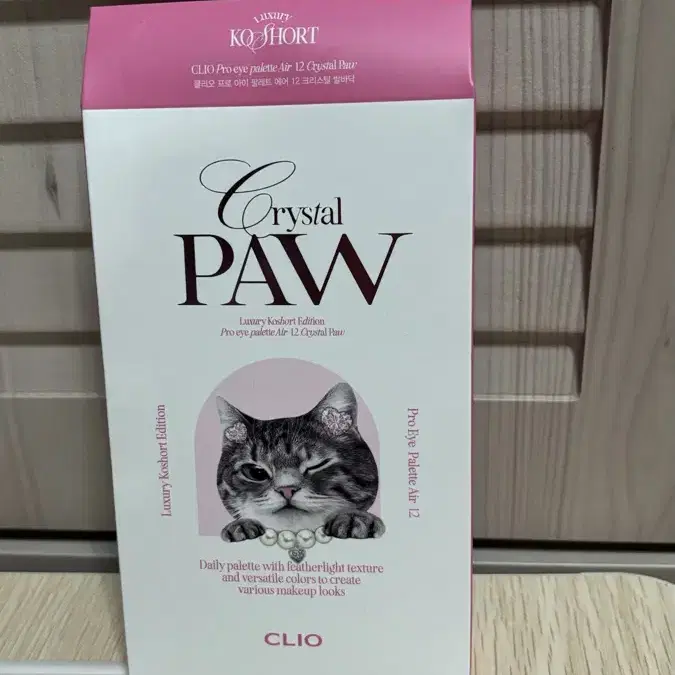 Luxury
KOSHORT
CLIO Pro eye palette Air 12 Crystal Paw
클리오 프로 아이 팔레트 에어 12 크리스탈 발바닥
Crystal
PAW
Luxury Koshort Edition
Pro eye palette Air 12 Crystal Paw
Luxury Koshort Edition
Pro Eye Palette Air 12
Daily palette with featherlight texture
and versatile colors to create
various makeup looks
CLIO